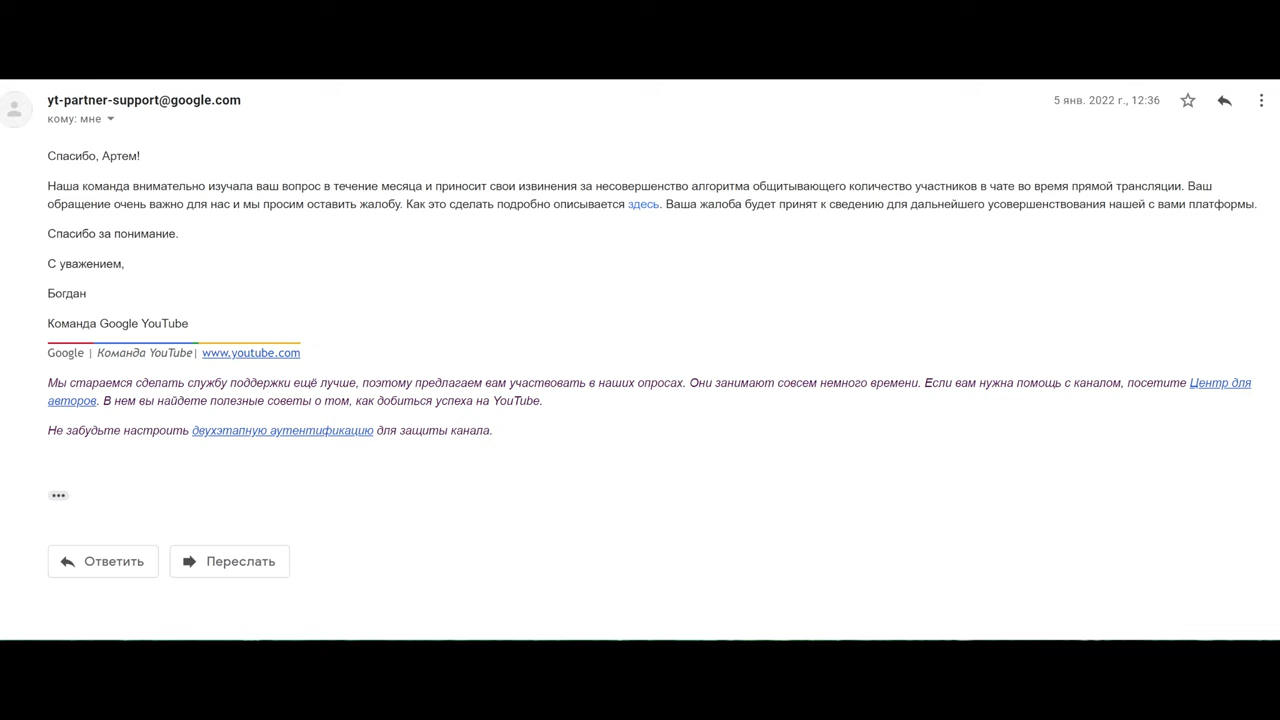 yt-partner-support@google.com
5 янв. 2022 г., 12:36
кому: мне
Спасибо, Артем!
Наша команда внимательно изучала ваш вопрос в течение месяца и приносит свои извинения за несовершенство алгоритма общитывающего количество участников в чате во время прямой трансляции. Ваш
обращение очень важно для нас и мы просим оставить жалобу. Как это сделать подробно описывается здесь. Ваша жалоба будет принят к сведению для дальнейшего усовершенствования нашей с вами платформы.
Спасибо за понимание.
С уважением,
Богдан
Команда Google YouTube
Google | Команда YouTube| www.youtube.com
Мы стараемся сделать службу поддержки ещё лучше, поэтому предлагаем вам участвовать в наших опросах. Они занимают совсем немного времени. Если вам нужна помощь с каналом, посетите Центр для
авторов. В нем вы найдете полезные советы о том, как добиться успеха на YouTube.
Не забудьте настроить двухэтапную аутентификацию для защиты канала.
Ответить
Переслать